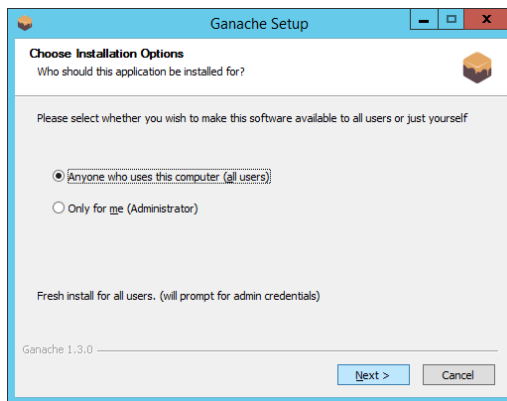 Ganache Setup
Choose Installation Options
Who should this application be installed for?
Please select whether you wish to make this software available to all users or just yourself
Anyone who uses this computer (all users)
Only for me (Administrator)
Fresh install for all users. (will prompt for admin credentials)
Ganache 1.3.0
Next >
Cancel